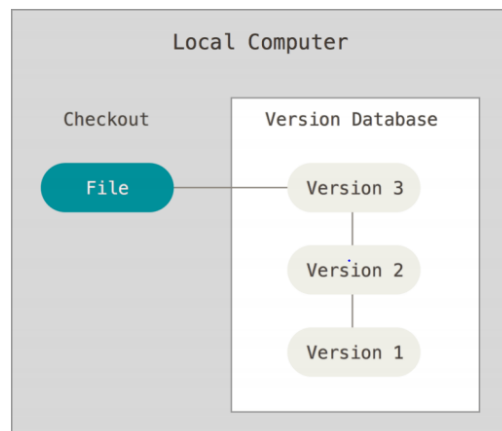 Local Computer
Checkout
Version Database
File
Version 3
Version 2
Version 1